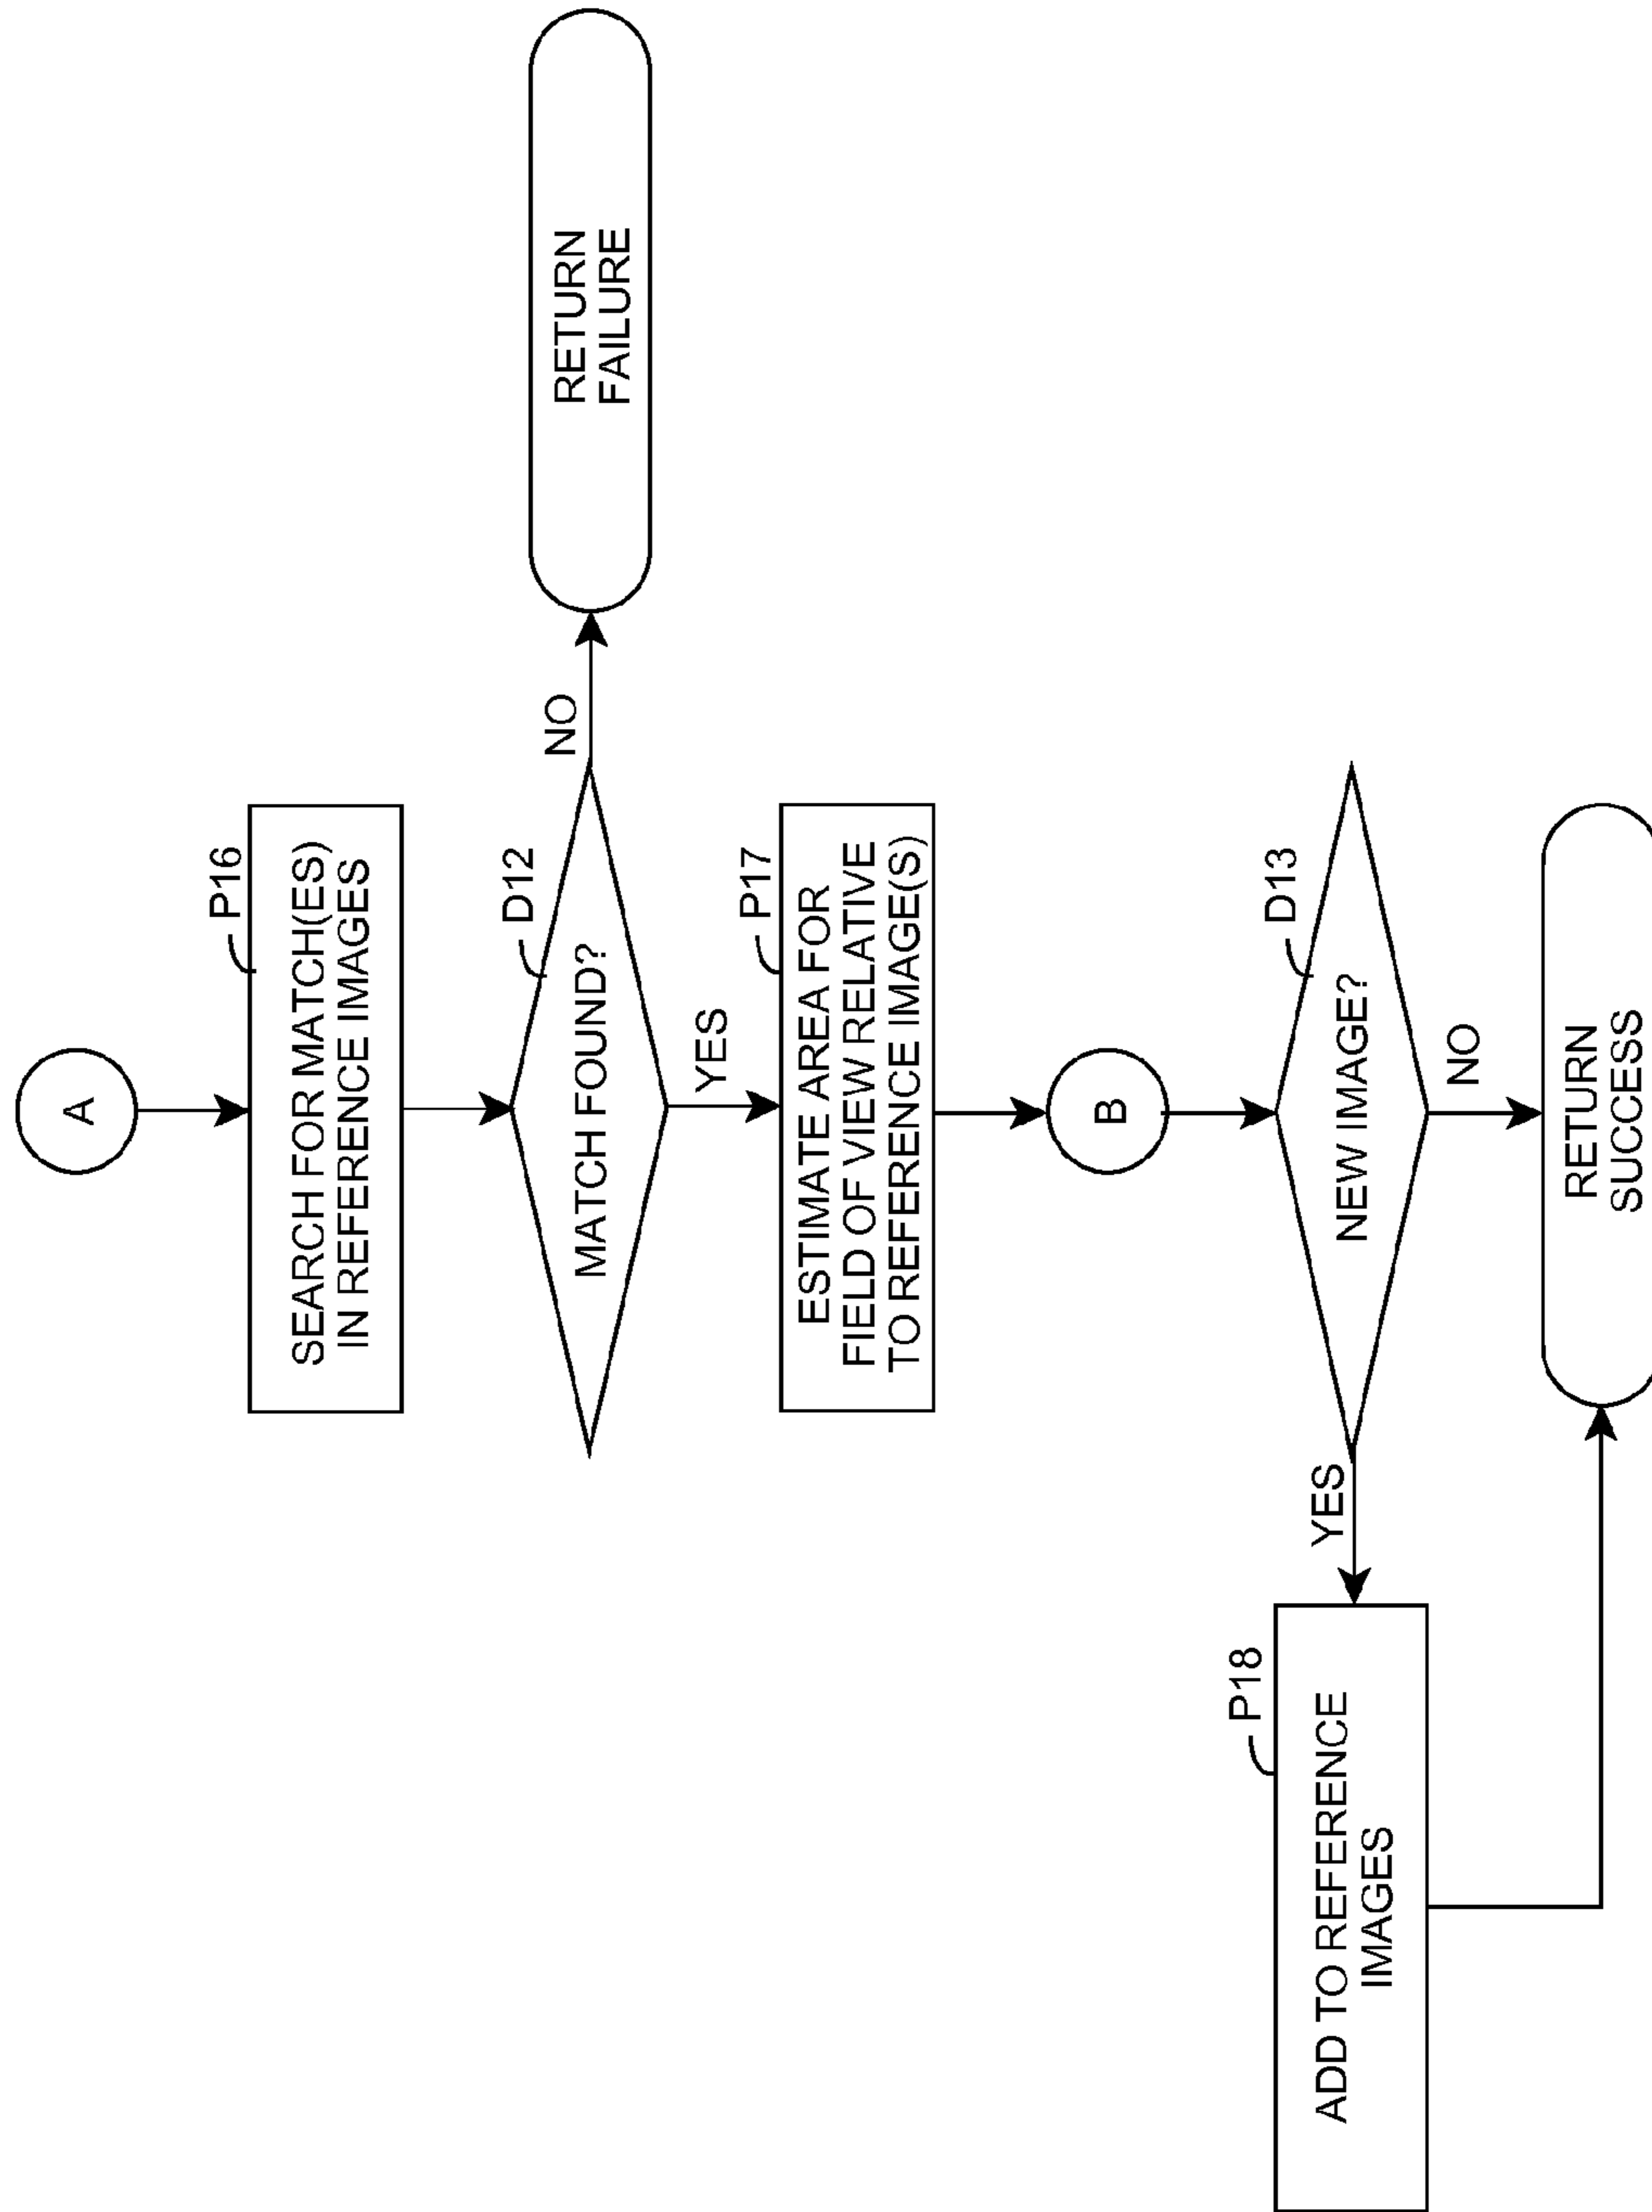 A
P16
SEARCH FOR MATCH(ES)
IN REFERENCE IMAGES
D12
MATCH FOUND?
NO
RETURN
FAILURE
YES
P17
ESTIMATE AREA FOR
FIELD OF VIEW RELATIVE
TO REFERENCE IMAGE(S)
B
D13
NEW IMAGE?
YES
P18
ADD TO REFERENCE
IMAGES
NO
RETURN
SUCCESS